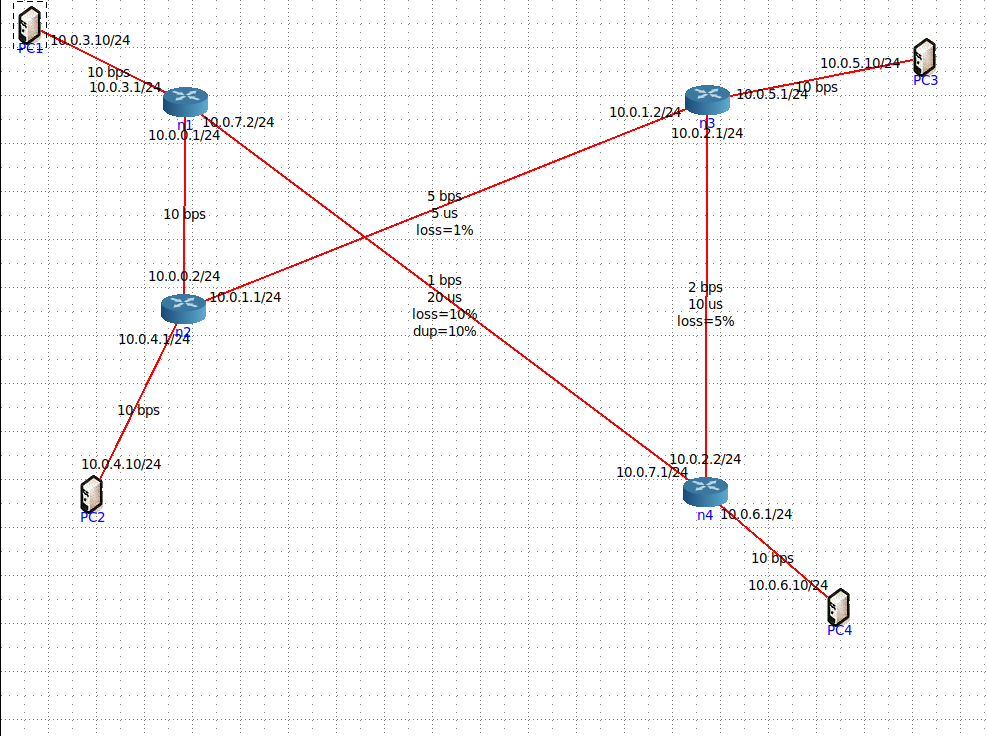 10.0.3.10/24
PC1
10 bps
10.0.3.1/24
n1
10.0.7.2/24
10.0.0.1/24
10.0.5.10/24
PC3
10 bps
10.0.5.1/24
10.0.1.2/24
n3
10.0.2.1/24
5 bps
5 us
loss=1%
10 bps
10.0.0.2/24
10.0.1.1/24
n2
10.0.4.1/24
1 bps
20 us
loss=10%
dup=10%
2 bps
10 us
loss=5%
10 bps
10.0.4.10/24
PC2
10.0.2.2/24
10.0.7.1/24
n4
10.0.6.1/24
10 bps
10.0.6.10/24
PC4